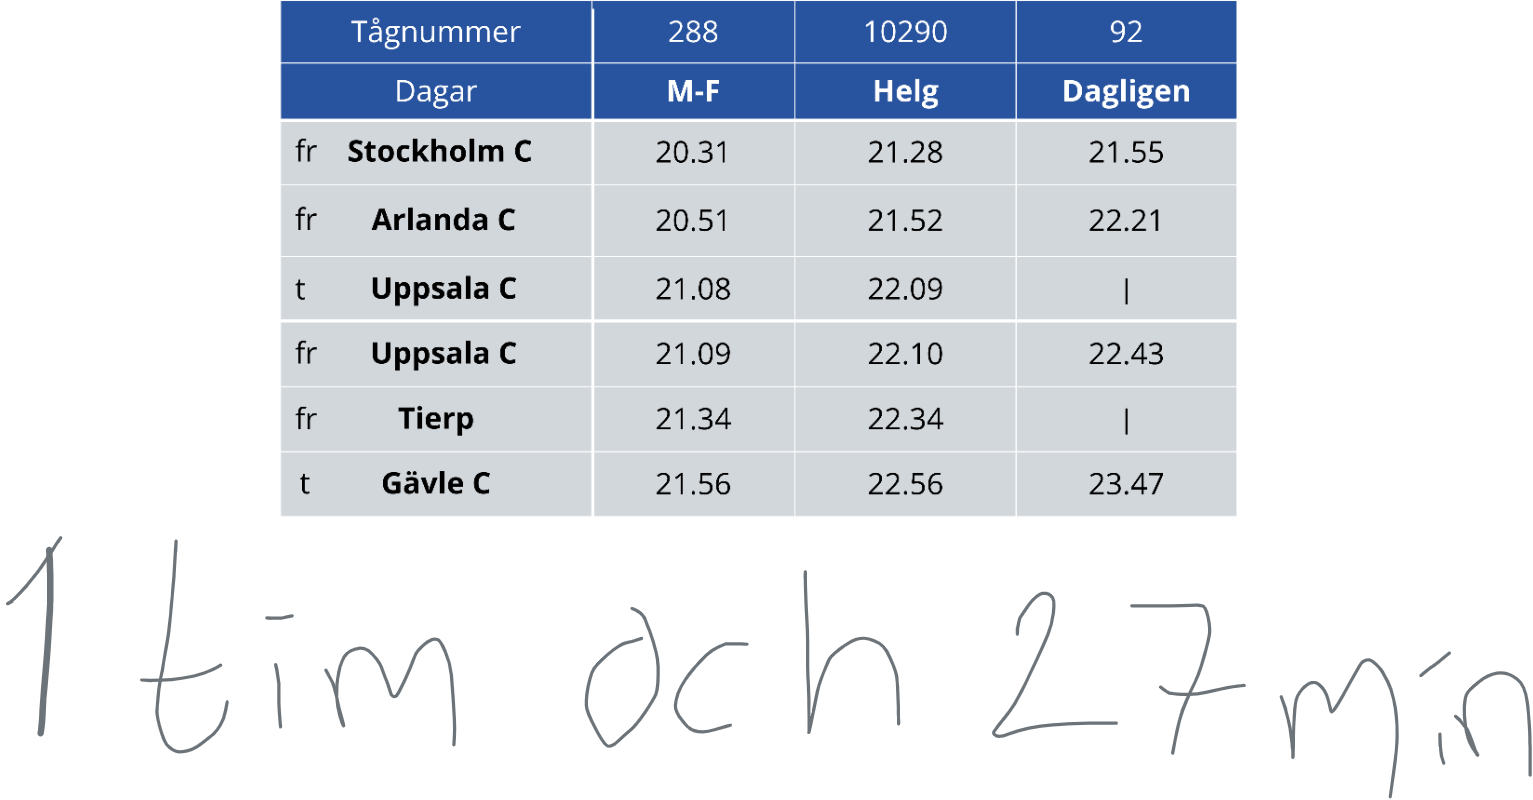 Tågnummer 288 10290 92
Dagar M-F Helg Dagligen
fr Stockholm C 20.31 21.28 21.55
fr Arlanda C 20.51 21.52 22.21
t Uppsala C 21.08 22.09 |
fr Uppsala C 21.09 22.10 22.43
fr Tierp 21.34 22.34 |
t Gävle C 21.56 22.56 23.47
1 tim och 27 min